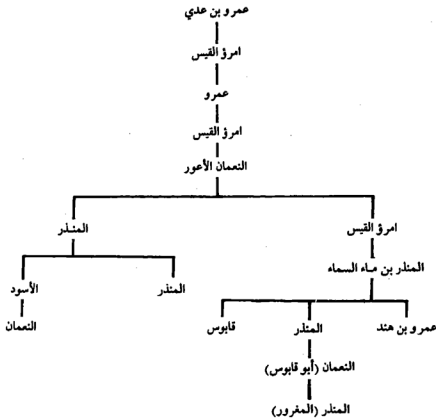 عمرو بن عدي
امرؤ القيس
عمرو
امرؤ القيس
النعمان الأعور
امرؤ القيس
المنذر
المنذر بن ماء السماء
المنذر
الأسود
عمرو بن هند
المنذر
قابوس
النعمان
النعمان (أبو قابوس)
المنذر (المغرور)